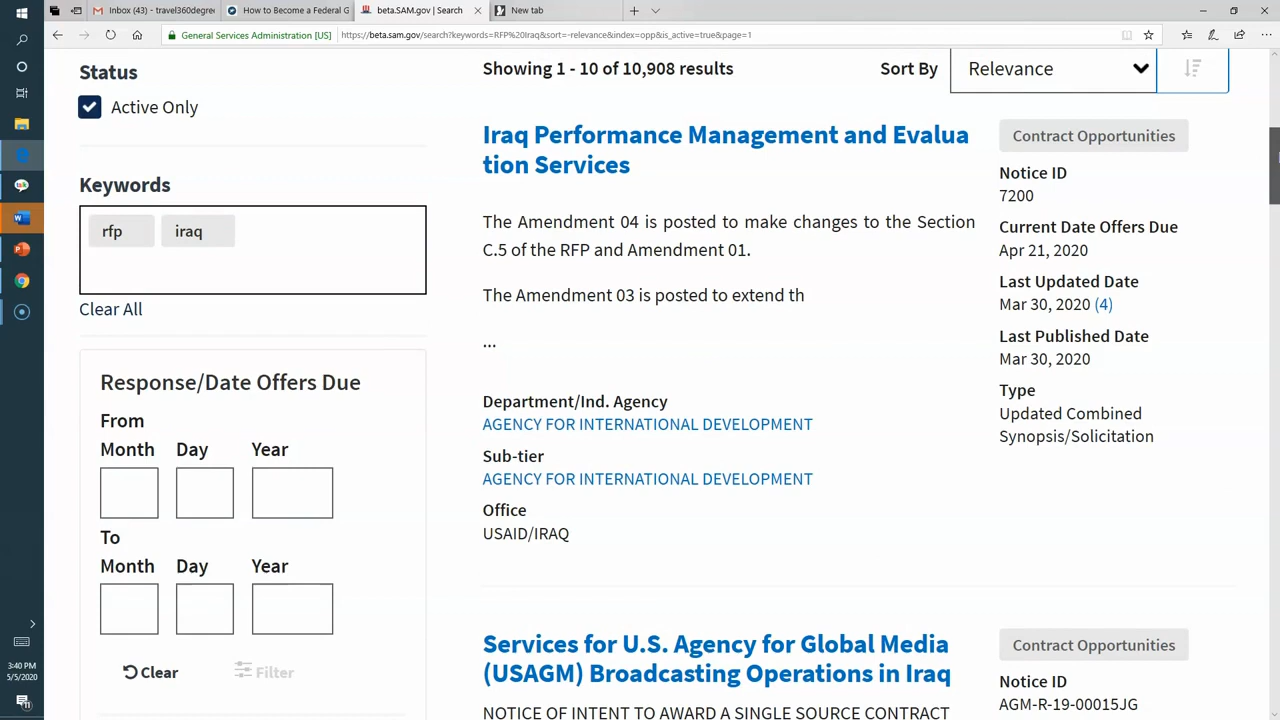 Inbox (43) - travel360degree
How to Become a Federal G
beta.SAM.gov | Search
New tab
General Services Administration [US]
https://beta.sam.gov/search?keywords=RFP%20Iraq&sort=-relevance&index=opp&is_active=true&page=1
Status
Active Only
Keywords
rfp
iraq
Clear All
Response/Date Offers Due
From
Month Day Year
To
Month Day Year
Clear
Filter
Showing 1 - 10 of 10,908 results
Sort By
Relevance
Iraq Performance Management and Evalua
tion Services
The Amendment 04 is posted to make changes to the Section
C.5 of the RFP and Amendment 01.
The Amendment 03 is posted to extend th
...
Department/Ind. Agency
AGENCY FOR INTERNATIONAL DEVELOPMENT
Sub-tier
AGENCY FOR INTERNATIONAL DEVELOPMENT
Office
USAID/IRAQ
Contract Opportunities
Notice ID
7200
Current Date Offers Due
Apr 21, 2020
Last Updated Date
Mar 30, 2020 (4)
Last Published Date
Mar 30, 2020
Type
Updated Combined
Synopsis/Solicitation
Services for U.S. Agency for Global Media
(USAGM) Broadcasting Operations in Iraq
NOTICE OF INTENT TO AWARD A SINGLE SOURCE CONTRACT
Contract Opportunities
Notice ID
AGM-R-19-00015JG
3:40 PM
5/5/2020